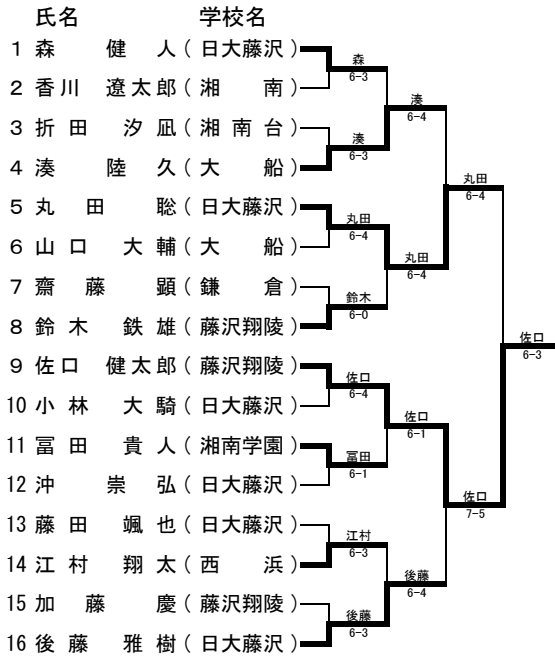 氏名 学校名
1 森 健人 (日大藤沢)
2 香川 遼太郎 (湘南)
3 折田 汐凪 (湘南台)
4 湊 陸久 (大船)
5 丸田 聡 (日大藤沢)
6 山口 大輔 (大船)
7 齋藤 顕 (鎌倉)
8 鈴木 鉄雄 (藤沢翔陵)
9 佐口 健太郎 (藤沢翔陵)
10 小林 大騎 (日大藤沢)
11 冨田 貴人 (湘南学園)
12 沖 崇弘 (日大藤沢)
13 藤田 颯也 (日大藤沢)
14 江村 翔太 (西浜)
15 加藤 慶 (藤沢翔陵)
16 後藤 雅樹 (日大藤沢)
森
6-3
湊
6-3
丸田
6-4
鈴木
6-0
佐口
6-4
冨田
6-1
江村
6-3
後藤
6-3
湊
6-4
丸田
6-4
佐口
6-1
後藤
6-4
丸田
6-4
佐口
7-5
佐口
6-3